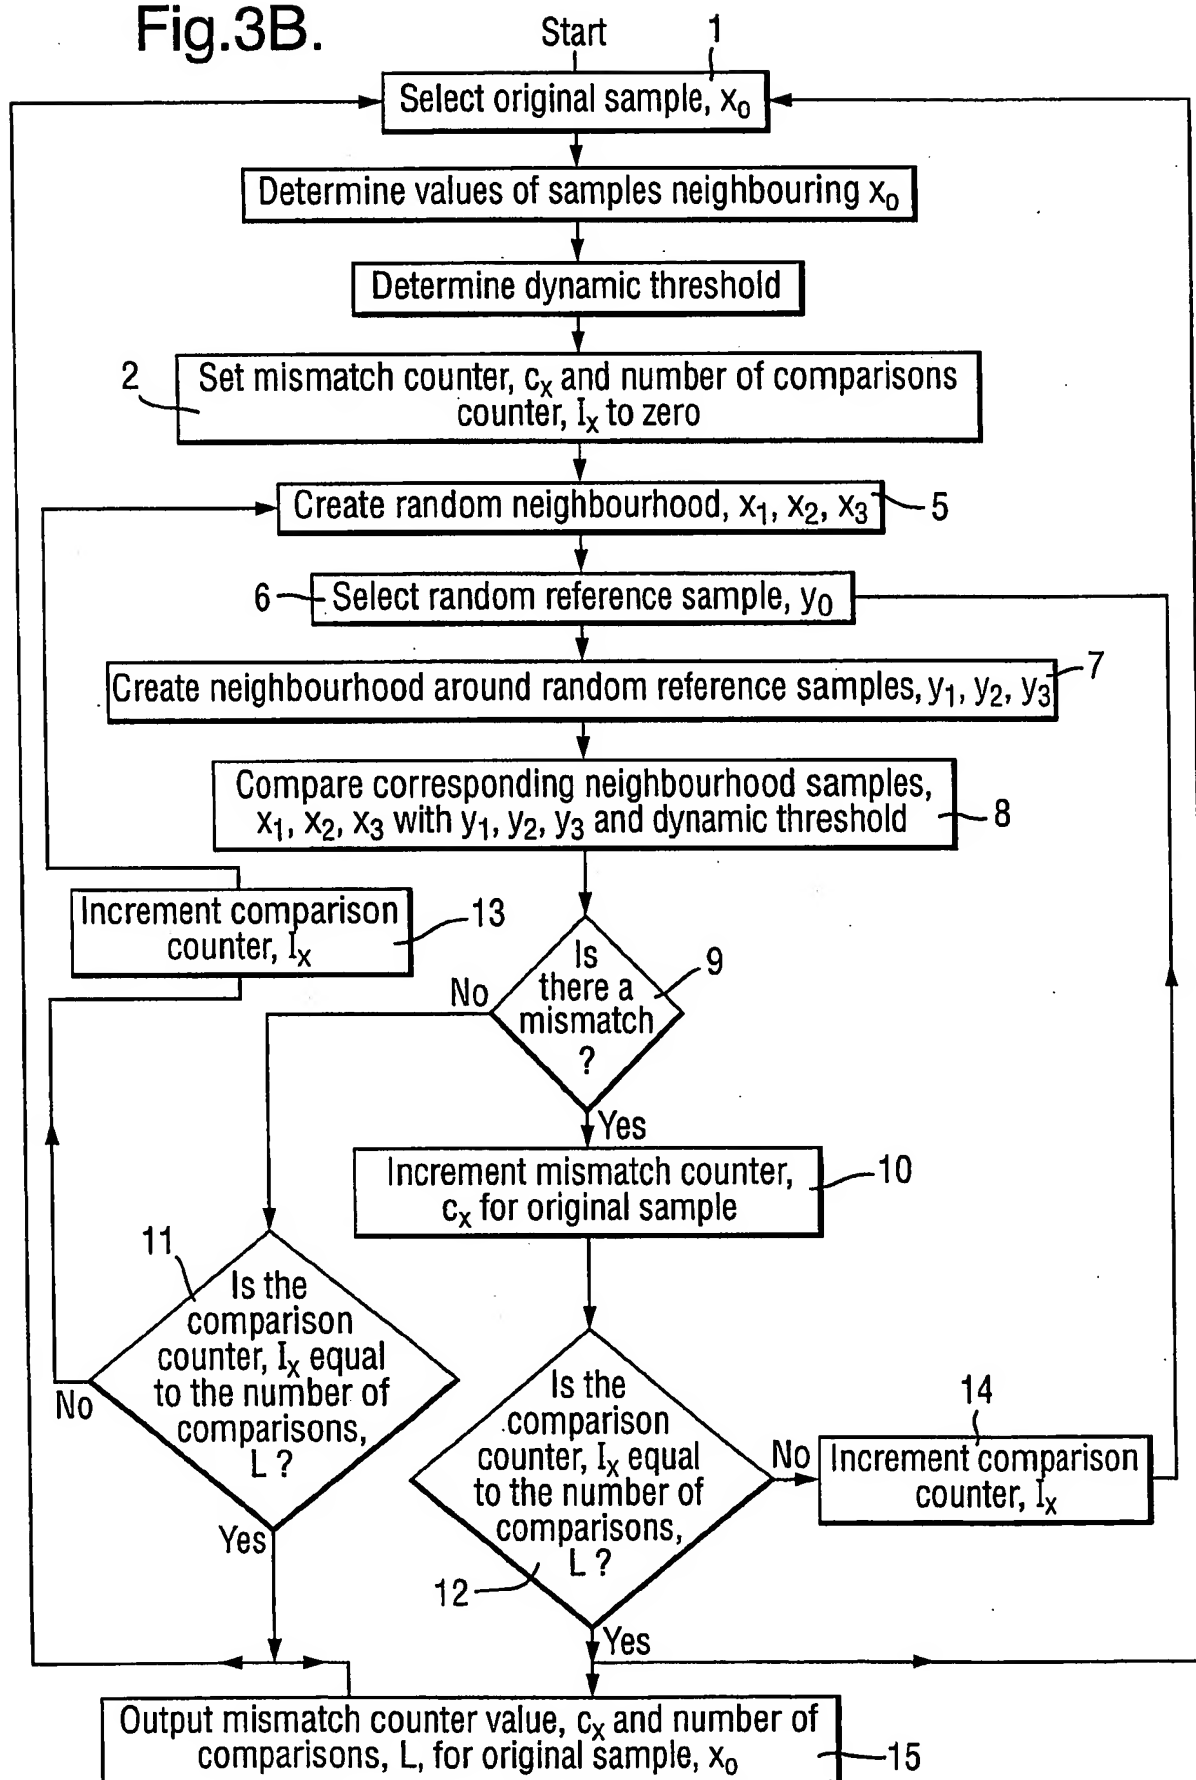 Fig.3B.
Start
1
Select original sample, x₀
Determine values of samples neighbouring x₀
Determine dynamic threshold
2
Set mismatch counter, cₓ and number of comparisons
counter, Iₓ to zero
Create random neighbourhood, x₁, x₂, x₃
5
6
Select random reference sample, y₀
7
Create neighbourhood around random reference samples, y₁, y₂, y₃
Compare corresponding neighbourhood samples,
x₁, x₂, x₃ with y₁, y₂, y₃ and dynamic threshold
8
Increment comparison
counter, Iₓ
13
Is
there a
mismatch
?
9
No
Yes
Increment mismatch counter,
cₓ for original sample
10
11
Is the
comparison
counter, Iₓ equal
to the number of
comparisons,
L ?
No
Yes
Is the
comparison
counter, Iₓ equal
to the number of
comparisons,
L ?
12
No
Yes
14
Increment comparison
counter, Iₓ
Output mismatch counter value, cₓ and number of
comparisons, L, for original sample, x₀
15